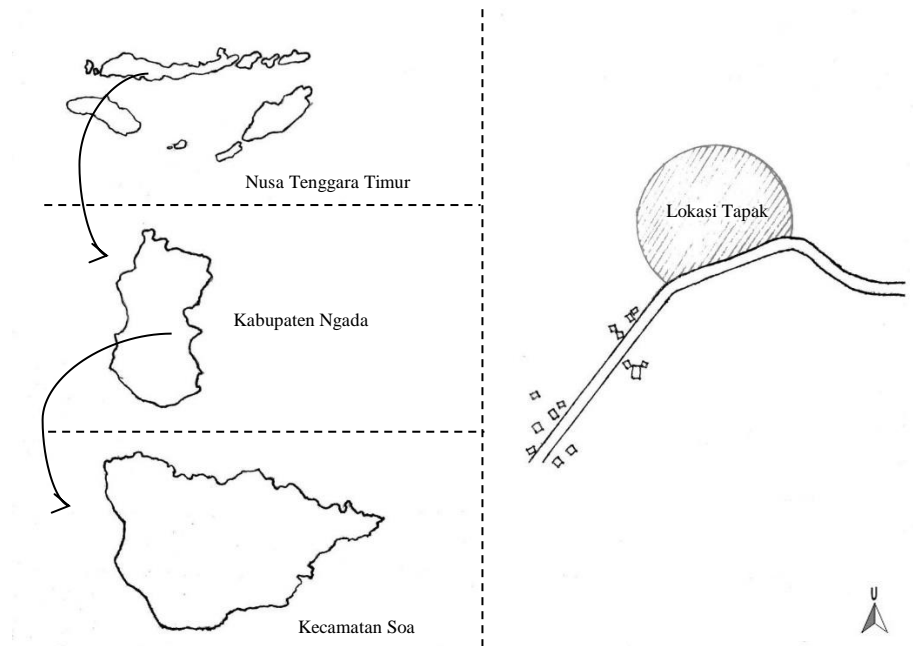 Nusa Tenggara Timur
Kabupaten Ngada
Kecamatan Soa
Lokasi Tapak
U